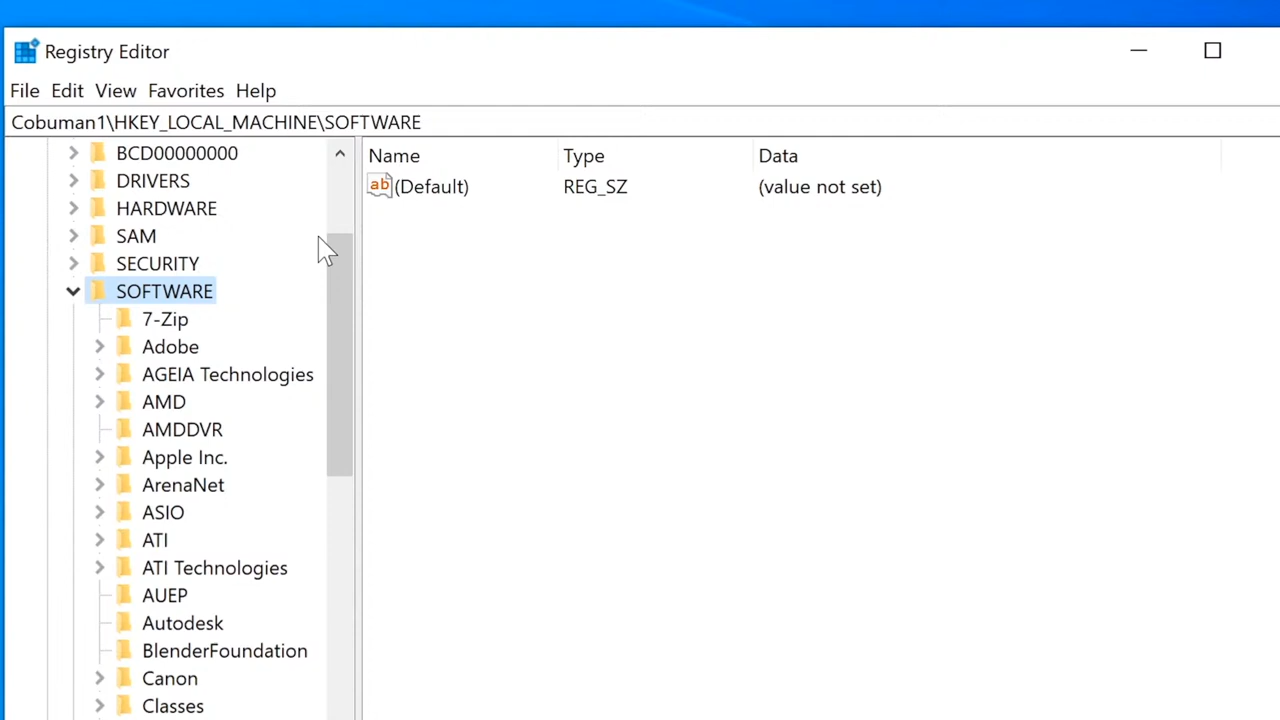 Registry Editor
File Edit View Favorites Help
Cobuman1\HKEY_LOCAL_MACHINE\SOFTWARE
BCD00000000
DRIVERS
HARDWARE
SAM
SECURITY
SOFTWARE
7-Zip
Adobe
AGEIA Technologies
AMD
AMDDVR
Apple Inc.
ArenaNet
ASIO
ATI
ATI Technologies
AUEP
Autodesk
BlenderFoundation
Canon
Classes
Name Type Data
ab (Default) REG_SZ (value not set)